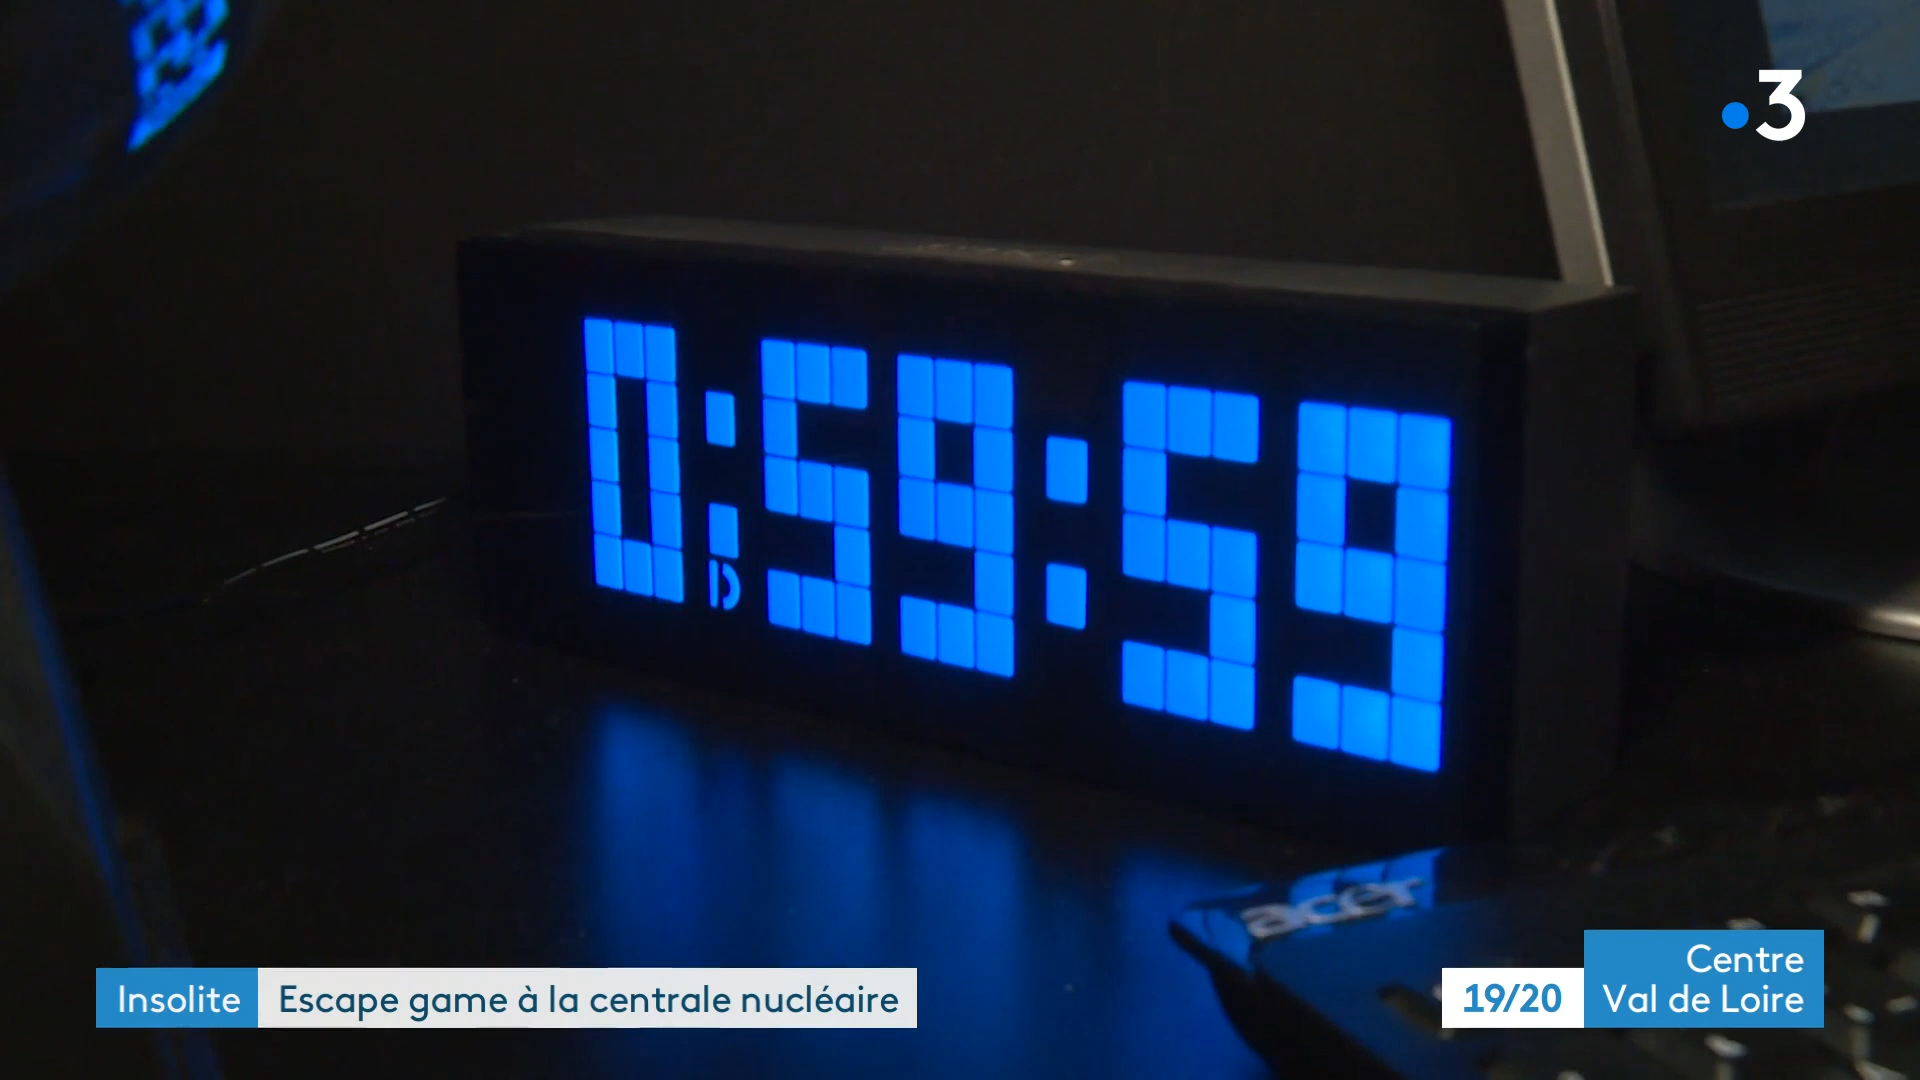 3
0:59:59
D
acer
Insolite Escape game à la centrale nucléaire
19/20
Centre
Val de Loire